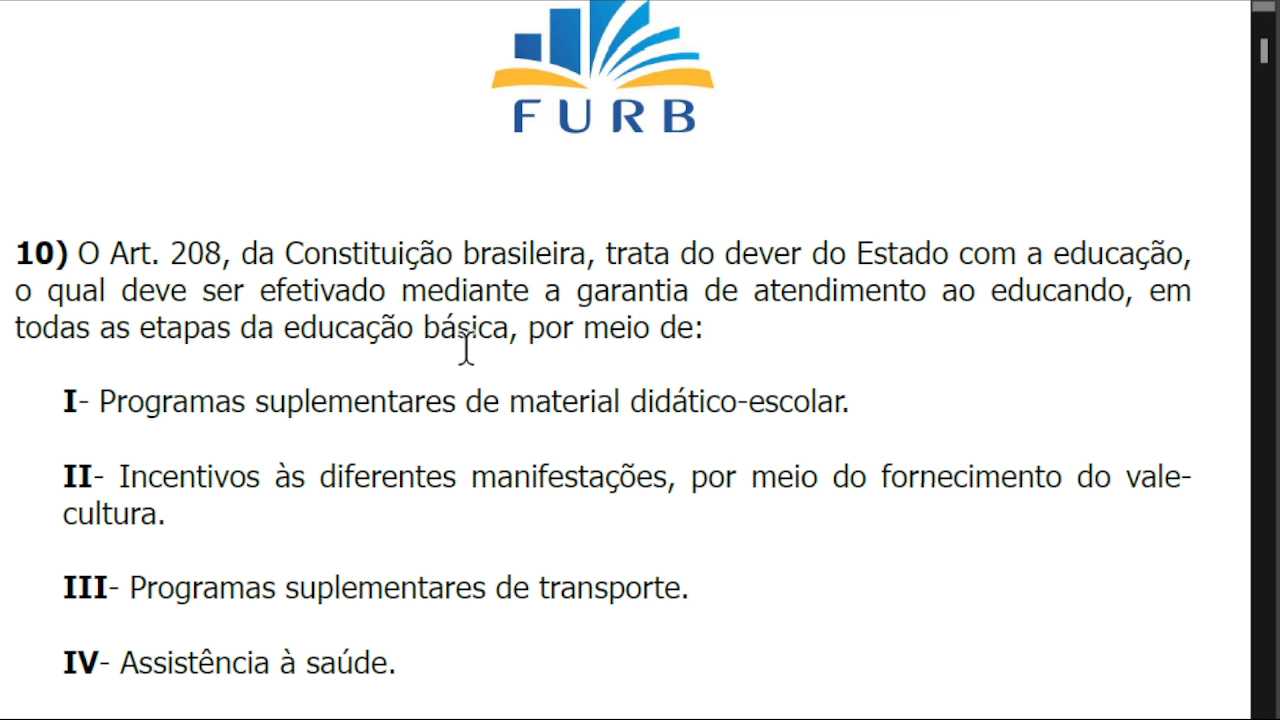 FURB
10) O Art. 208, da Constituição brasileira, trata do dever do Estado com a educação,
o qual deve ser efetivado mediante a garantia de atendimento ao educando, em
todas as etapas da educação básica, por meio de:
I- Programas suplementares de material didático-escolar.
II- Incentivos às diferentes manifestações, por meio do fornecimento do vale-
cultura.
III- Programas suplementares de transporte.
IV- Assistência à saúde.